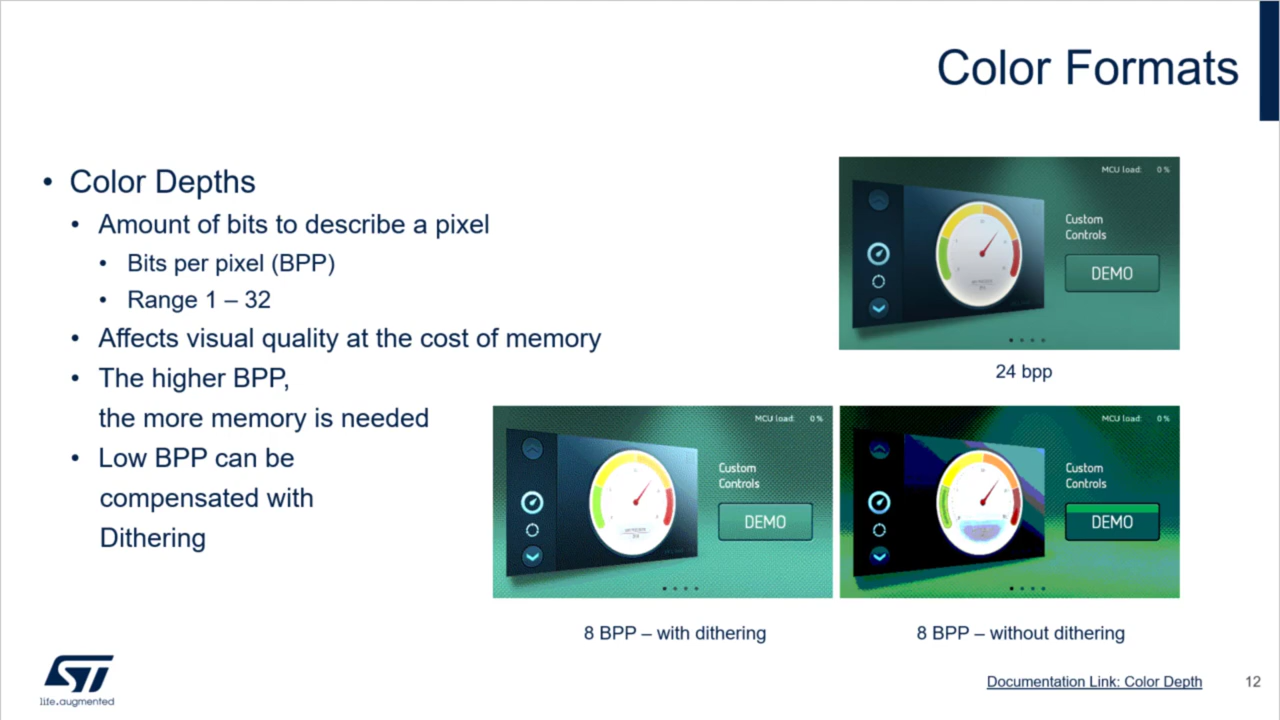 Color Formats
• Color Depths
• Amount of bits to describe a pixel
• Bits per pixel (BPP)
• Range 1 – 32
• Affects visual quality at the cost of memory
• The higher BPP,
the more memory is needed
• Low BPP can be
compensated with
Dithering
MCU load: 0 %
Custom
Controls
DEMO
24 bpp
MCU load: 0 %
Custom
Controls
DEMO
8 BPP – with dithering
MCU load: 0 %
Custom
Controls
DEMO
8 BPP – without dithering
ST
life.augmented
Documentation Link: Color Depth
12